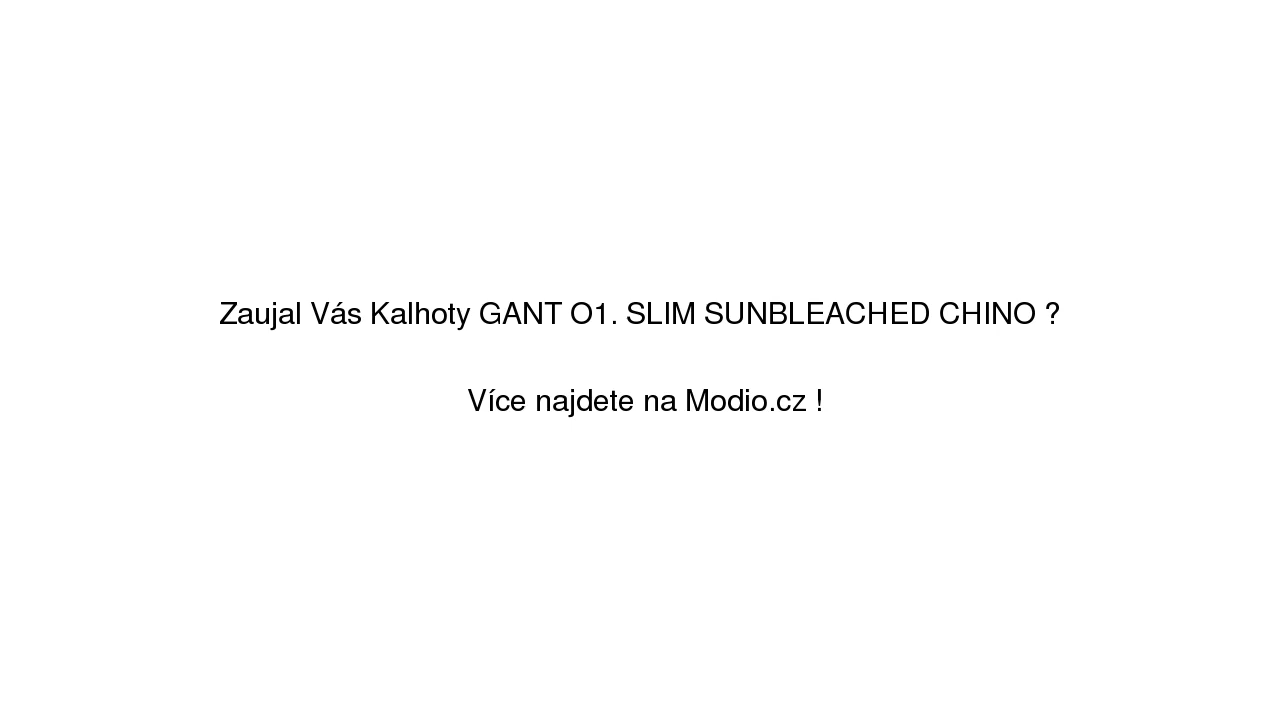 Zaujal Vás Kalhoty GANT O1. SLIM SUNBLEACHED CHINO ?
Více najdete na Modio.cz !